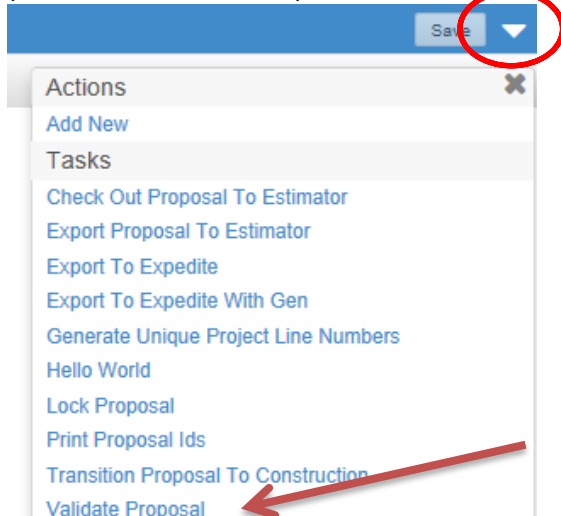 Save
Actions
Add New
Tasks
Check Out Proposal To Estimator
Export Proposal To Estimator
Export To Expedite
Export To Expedite With Gen
Generate Unique Project Line Numbers
Hello World
Lock Proposal
Print Proposal Ids
Transition Proposal To Construction
Validate Proposal